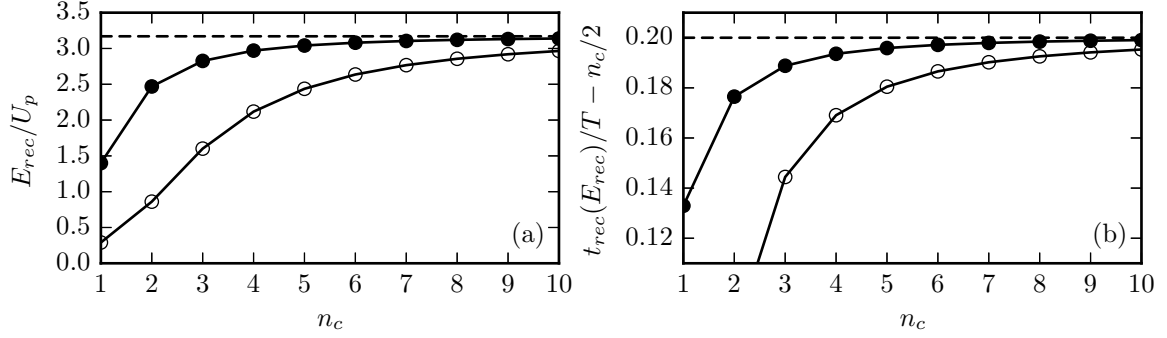 3.5
3.0
2.5
2.0
1.5
1.0
0.5
0.0
E_{rec}/U_p
1 2 3 4 5 6 7 8 9 10
n_c
(a)
0.20
0.18
0.16
0.14
0.12
t_{rec}(E_{rec})/T − n_c/2
1 2 3 4 5 6 7 8 9 10
n_c
(b)